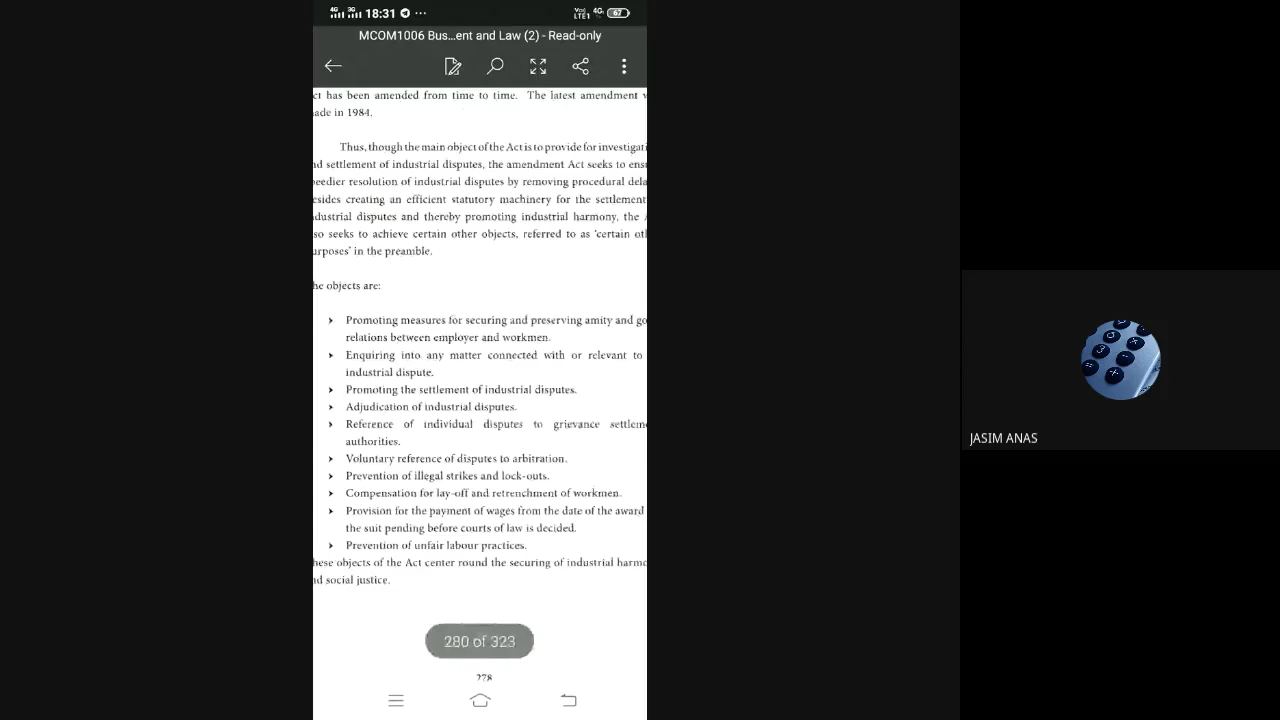 4G 3G 18:31 ...
Vo) LTE1 4G 67
MCOM1006 Bus...ent and Law (2) - Read-only
ct has been amended from time to time. The latest amendment
ade in 1984.
Thus, though the main object of the Act is to provide for investigati
nd settlement of industrial disputes, the amendment Act seeks to ens
eedier resolution of industrial disputes by removing procedural dela
esides creating an efficient statutory machinery for the settlement
dustrial disputes and thereby promoting industrial harmony, the
so seeks to achieve certain other objects, referred to as ‘certain ot
urposes’ in the preamble.
he objects are:
➤ Promoting measures for securing and preserving amity and go
relations between employer and workmen.
➤ Enquiring into any matter connected with or relevant to
industrial dispute.
➤ Promoting the settlement of industrial disputes.
➤ Adjudication of industrial disputes.
➤ Reference of individual disputes to grievance settlem
authorities.
➤ Voluntary reference of disputes to arbitration.
➤ Prevention of illegal strikes and lock-outs.
➤ Compensation for lay-off and retrenchment of workmen.
➤ Provision for the payment of wages from the date of the award
the suit pending before courts of law is decided.
➤ Prevention of unfair labour practices.
hese objects of the Act center round the securing of industrial harmo
nd social justice.
280 of 323
278
JASIM ANAS